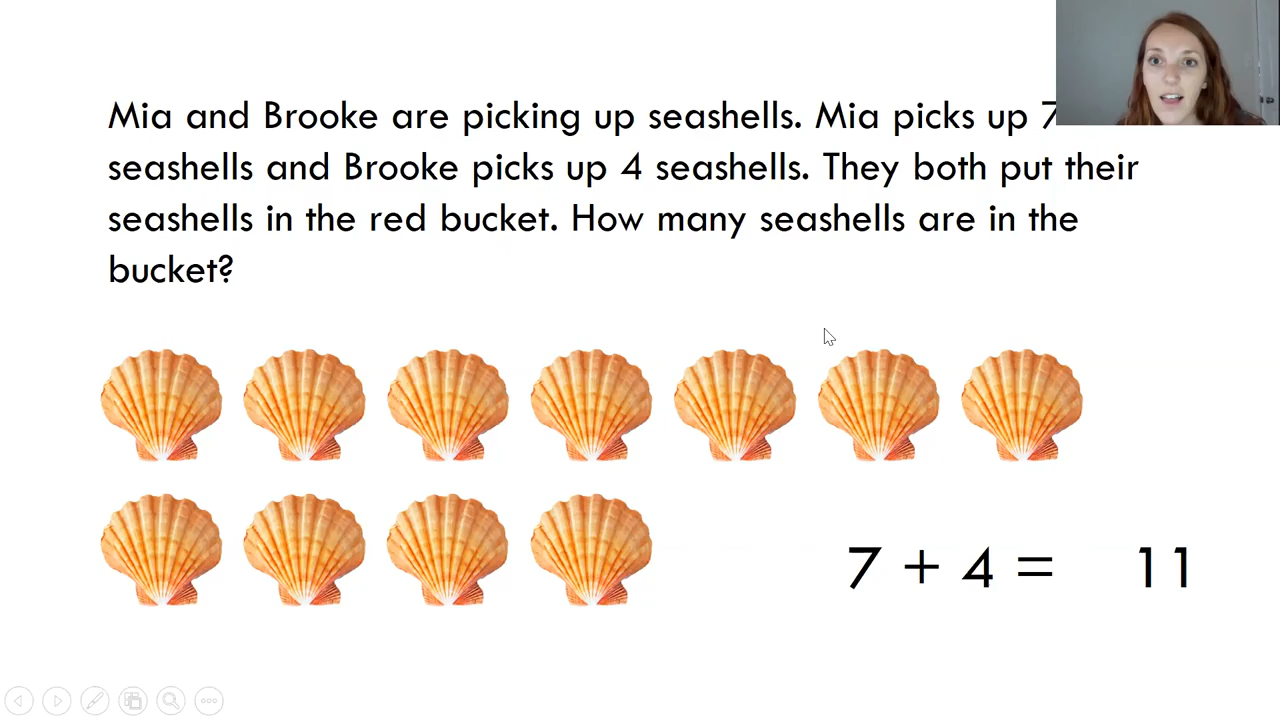 Mia and Brooke are picking up seashells. Mia picks up 7
seashells and Brooke picks up 4 seashells. They both put their
seashells in the red bucket. How many seashells are in the
bucket?
7 + 4 = 11